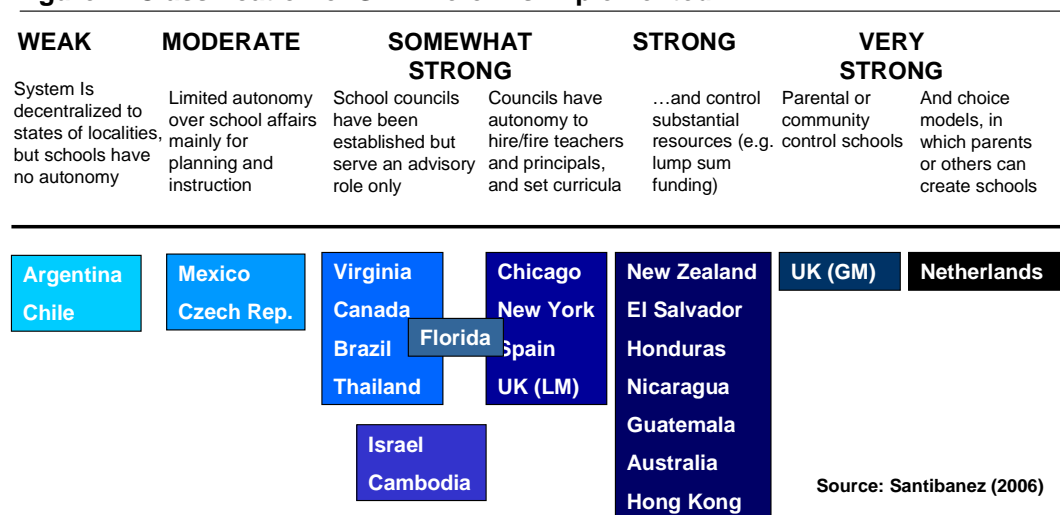 WEAK
System Is
decentralized to
states of localities,
but schools have
no autonomy
MODERATE
Limited autonomy
over school affairs
mainly for
planning and
instruction
SOMEWHAT
STRONG
School councils
have been
established but
serve an advisory
role only
Councils have
autonomy to
hire/fire teachers
and principals,
and set curricula
STRONG
…and control
substantial
resources (e.g.
lump sum
funding)
VERY
STRONG
Parental or
community
control schools
And choice
models, in
which parents
or others can
create schools
Argentina
Chile
Mexico
Czech Rep.
Virginia
Canada
Brazil
Thailand
Florida
Israel
Cambodia
Chicago
New York
Spain
UK (LM)
New Zealand
El Salvador
Honduras
Nicaragua
Guatemala
Australia
Hong Kong
UK (GM)
Netherlands
Source: Santibanez (2006)